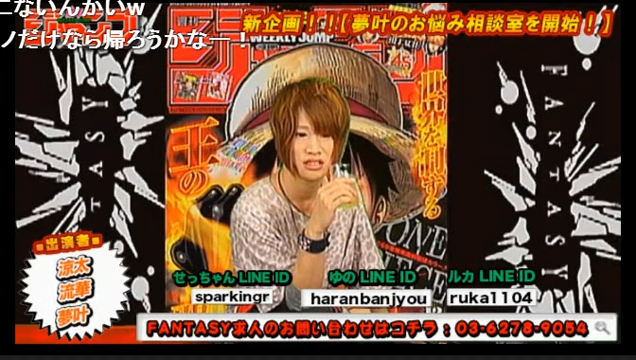 こないんかいw
ノだけなら帰ろうかなー！
新企画！！【夢叶のお悩み相談室を開始！】
WEEKLY JUMP
45
世界を価する
王の
FANTASY
FANTASY
ONE
出演者
涼太
流華
夢叶
せっちゃん LINE ID
ゆの LINE ID
ルカ LINE ID
sparkingr
haranbanjyou
ruka1104
FANTASY求人のお問い合わせはコチラ：03-6278-9054